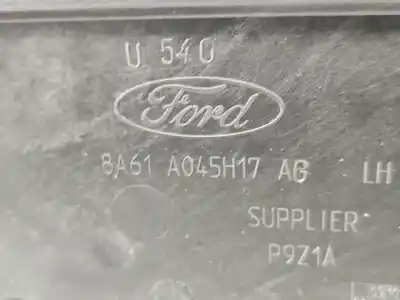 U 540
Ford
8A61 A045H17 AG LH
SUPPLIER
P9Z1A